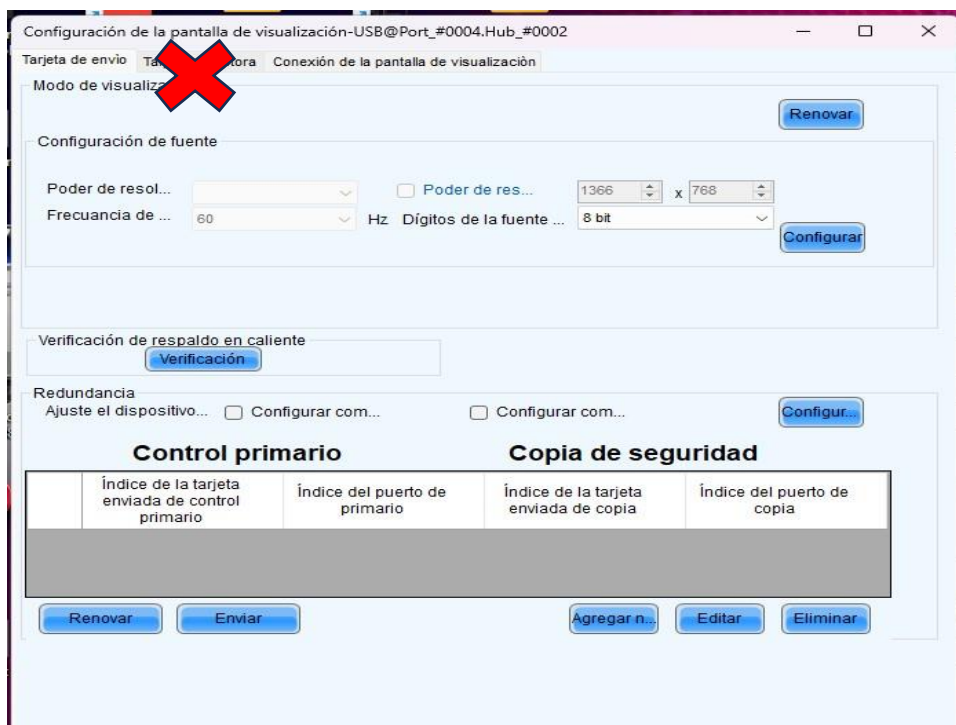 Configuración de la pantalla de visualización-USB@Port_#0004.Hub_#0002
Tarjeta de envìo Conexión de la pantalla de visualizaciòn
Modo de
Renovar
Configuración de fuente
Poder de resol... Poder de res... 1366 x 768
Frecuancia de ... 60 Hz Dígitos de la fuente ... 8 bit
Configurar
Verificación de respaldo en caliente
Verificación
Redundancia
Ajuste el dispositivo... Configurar com... Configurar com... Configur...
Control primario Copia de seguridad
Índice de la tarjeta enviada de control primario
Índice del puerto de primario
Índice de la tarjeta enviada de copia
Índice del puerto de copia
Renovar Enviar Agregar n... Editar Eliminar